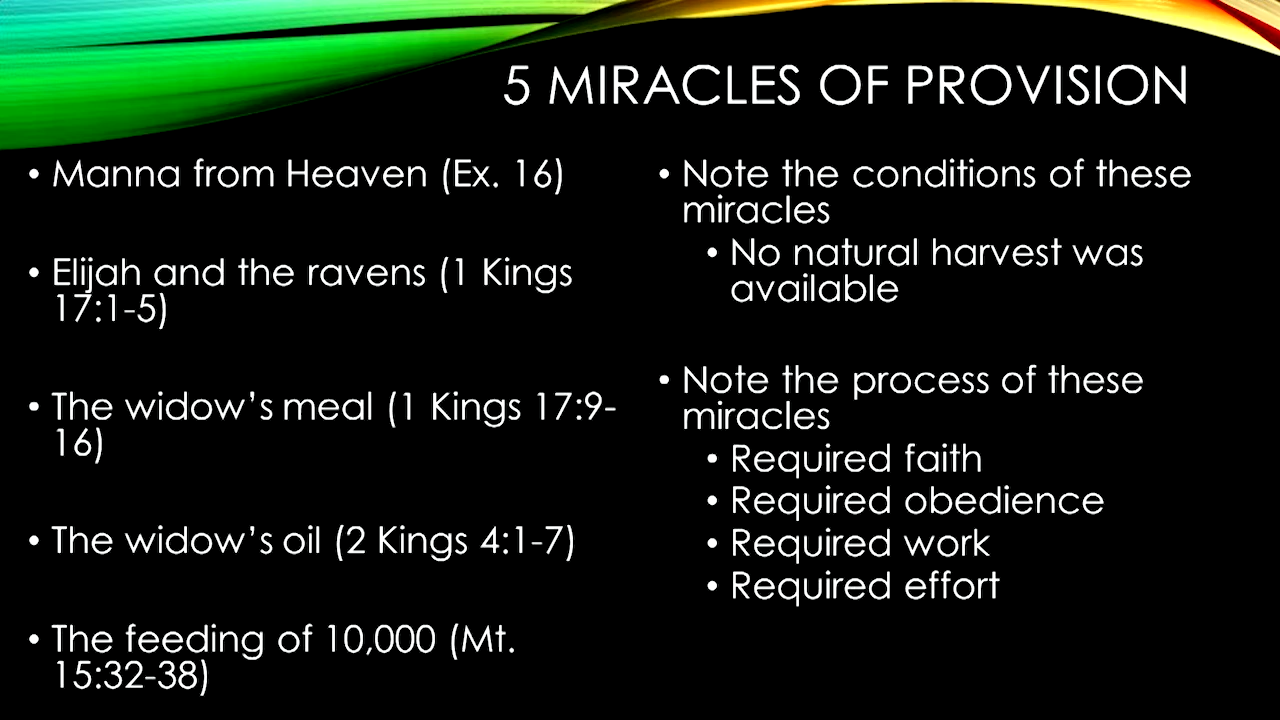 5 MIRACLES OF PROVISION
• Manna from Heaven (Ex. 16)
• Elijah and the ravens (1 Kings
17:1-5)
• The widow’s meal (1 Kings 17:9-
16)
• The widow’s oil (2 Kings 4:1-7)
• The feeding of 10,000 (Mt.
15:32-38)
• Note the conditions of these
miracles
• No natural harvest was
available
• Note the process of these
miracles
• Required faith
• Required obedience
• Required work
• Required effort